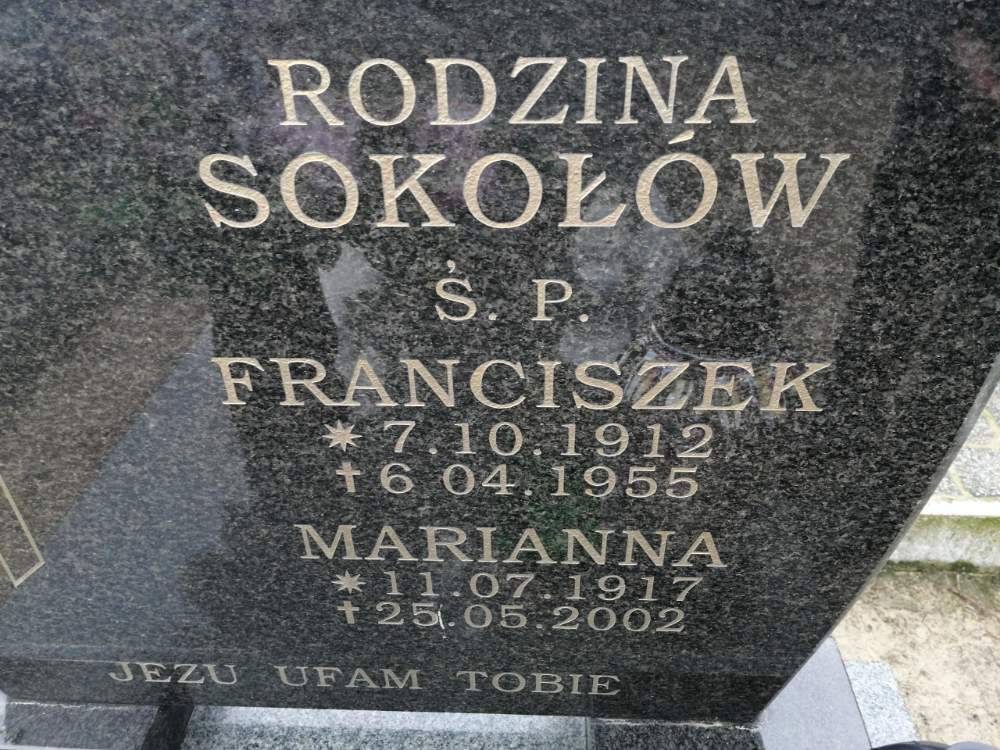 RODZINA
SOKOŁÓW
Ś. P.
FRANCISZEK
* 7.10.1912
✝ 6 04.1955
MARIANNA
* 11.07.1917
✝ 25.05.2002
JEZU UFAM TOBIE